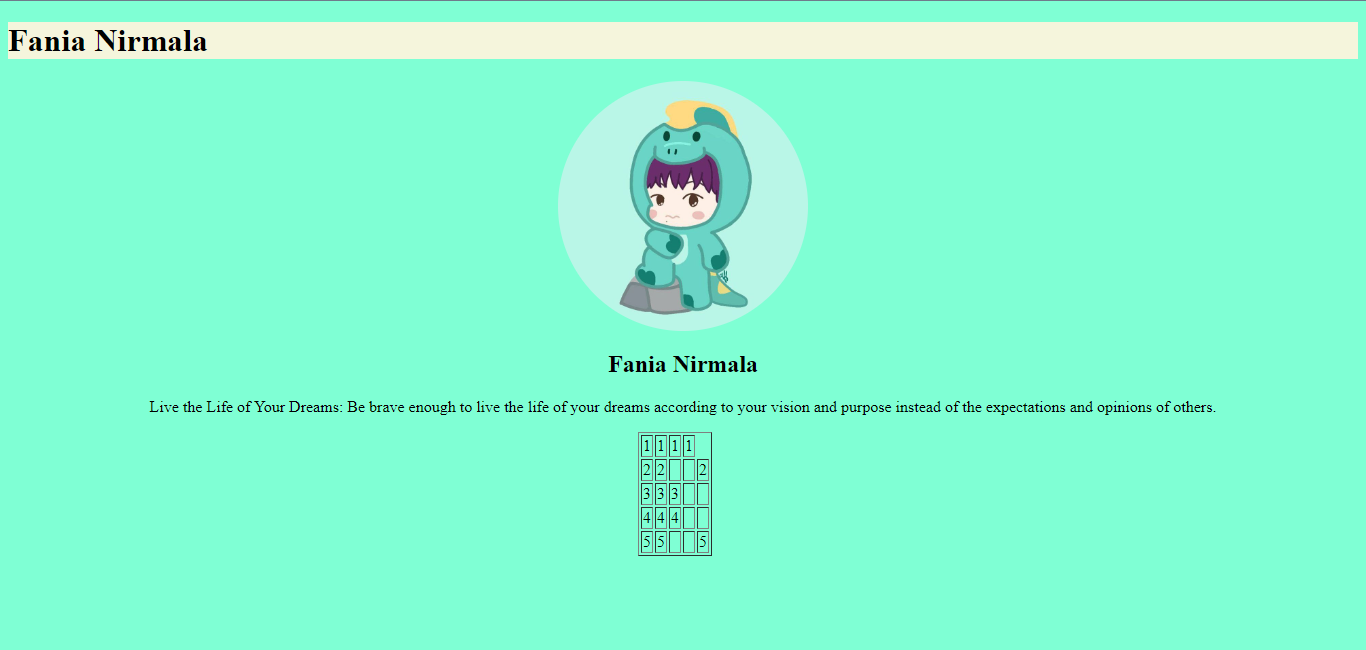 Fania Nirmala
Fania Nirmala
Live the Life of Your Dreams: Be brave enough to live the life of your dreams according to your vision and purpose instead of the expectations and opinions of others.
1 1 1 1
2 2 2
3 3 3
4 4 4
5 5 5